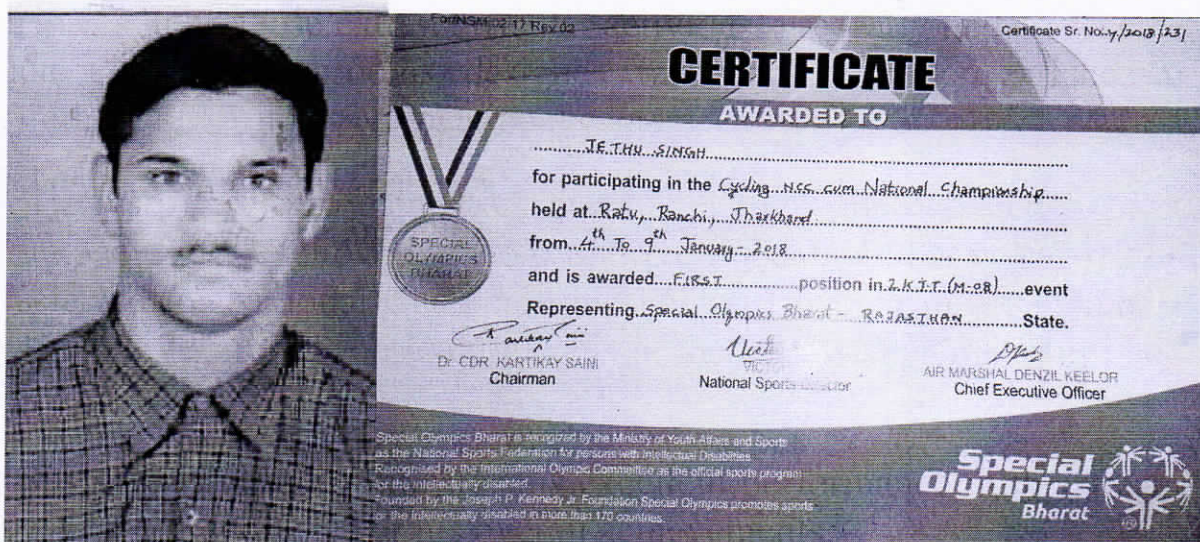 Certificate Sr. No. y/2018/231
CERTIFICATE
AWARDED TO
JETHU SINGH
for participating in the Cycling NCC cum National Championship
held at Ratu, Ranchi, Jharkhand
from 4th To 9th January - 2018
and is awarded FIRST position in 2 K.T.T. (M-08) event
Representing Special Olympics Bharat - RAJASTHAN State.
SPECIAL
OLYMPICS
BHARAT
Dr. CDR. KARTIKAY SAINI
Chairman
National Sports Director
AIR MARSHAL DENZIL KEELOR
Chief Executive Officer
Special Olympics Bharat is recognized by the Ministry of Youth Affairs and Sports
as the National Sports Federation for persons with Intellectual Disabilities.
Recognised by the International Olympic Committee as the official sports program
for the intellectually disabled.
Founded by the Joseph P. Kennedy Jr. Foundation Special Olympics promotes sports
for the intellectually disabled in more than 170 countries.
Special
Olympics
Bharat